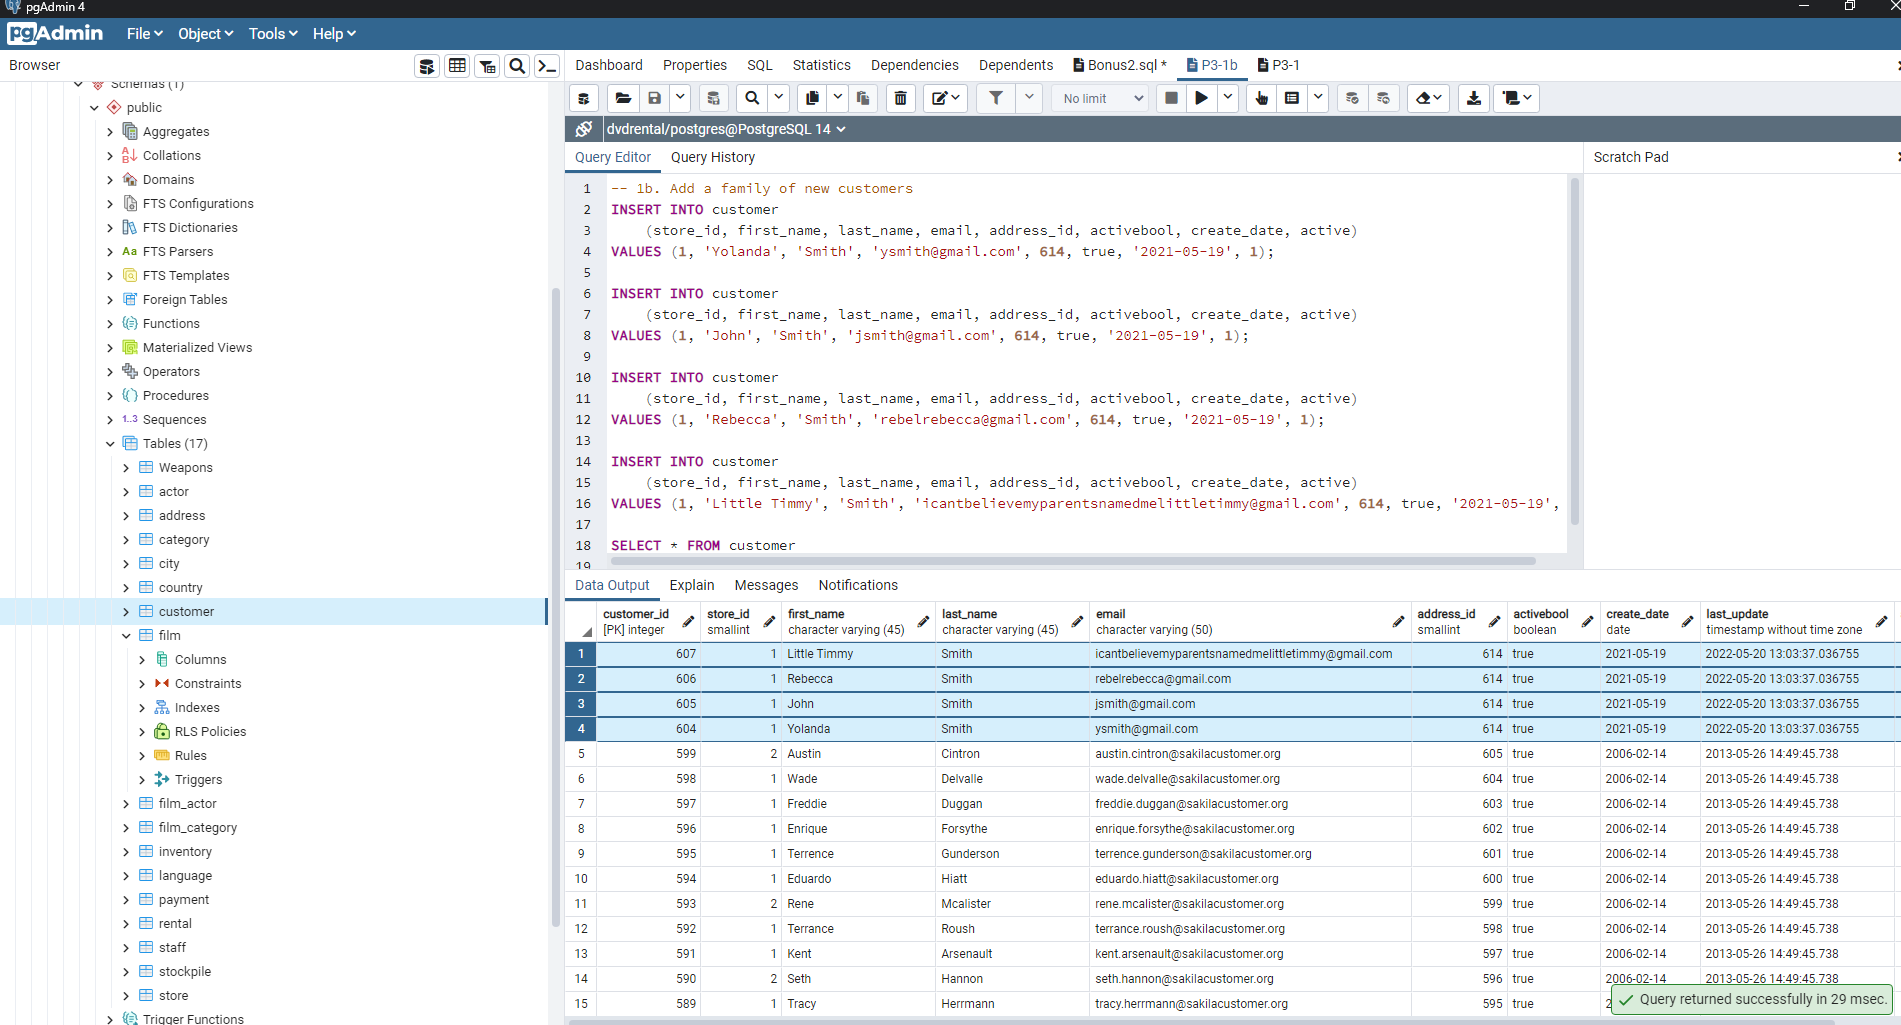 pgAdmin 4
pgAdmin File Object Tools Help
Browser
Dashboard Properties SQL Statistics Dependencies Dependents Bonus2.sql * P3-1b P3-1
No limit
dvdrental/postgres@PostgreSQL 14
Query Editor Query History
Scratch Pad
Schemas (1)
public
Aggregates
Collations
Domains
FTS Configurations
FTS Dictionaries
Aa FTS Parsers
FTS Templates
Foreign Tables
Functions
Materialized Views
Operators
Procedures
1..3 Sequences
Tables (17)
Weapons
actor
address
category
city
country
customer
film
Columns
Constraints
Indexes
RLS Policies
Rules
Triggers
film_actor
film_category
inventory
language
payment
rental
staff
stockpile
store
Trigger Functions
1 -- 1b. Add a family of new customers
2 INSERT INTO customer
3 (store_id, first_name, last_name, email, address_id, activebool, create_date, active)
4 VALUES (1, 'Yolanda', 'Smith', 'ysmith@gmail.com', 614, true, '2021-05-19', 1);
5
6 INSERT INTO customer
7 (store_id, first_name, last_name, email, address_id, activebool, create_date, active)
8 VALUES (1, 'John', 'Smith', 'jsmith@gmail.com', 614, true, '2021-05-19', 1);
9
10 INSERT INTO customer
11 (store_id, first_name, last_name, email, address_id, activebool, create_date, active)
12 VALUES (1, 'Rebecca', 'Smith', 'rebelrebecca@gmail.com', 614, true, '2021-05-19', 1);
13
14 INSERT INTO customer
15 (store_id, first_name, last_name, email, address_id, activebool, create_date, active)
16 VALUES (1, 'Little Timmy', 'Smith', 'icantbelievemyparentsnamedmelittletimmy@gmail.com', 614, true, '2021-05-19',
17
18 SELECT * FROM customer
19
Data Output Explain Messages Notifications
customer_id store_id first_name last_name email address_id activebool create_date last_update
[PK] integer smallint character varying (45) character varying (45) character varying (50) smallint boolean date timestamp without time zone
1 607 1 Little Timmy Smith icantbelievemyparentsnamedmelittletimmy@gmail.com 614 true 2021-05-19 2022-05-20 13:03:37.036755
2 606 1 Rebecca Smith rebelrebecca@gmail.com 614 true 2021-05-19 2022-05-20 13:03:37.036755
3 605 1 John Smith jsmith@gmail.com 614 true 2021-05-19 2022-05-20 13:03:37.036755
4 604 1 Yolanda Smith ysmith@gmail.com 614 true 2021-05-19 2022-05-20 13:03:37.036755
5 599 2 Austin Cintron austin.cintron@sakilacustomer.org 605 true 2006-02-14 2013-05-26 14:49:45.738
6 598 1 Wade Delvalle wade.delvalle@sakilacustomer.org 604 true 2006-02-14 2013-05-26 14:49:45.738
7 597 1 Freddie Duggan freddie.duggan@sakilacustomer.org 603 true 2006-02-14 2013-05-26 14:49:45.738
8 596 1 Enrique Forsythe enrique.forsythe@sakilacustomer.org 602 true 2006-02-14 2013-05-26 14:49:45.738
9 595 1 Terrence Gunderson terrence.gunderson@sakilacustomer.org 601 true 2006-02-14 2013-05-26 14:49:45.738
10 594 1 Eduardo Hiatt eduardo.hiatt@sakilacustomer.org 600 true 2006-02-14 2013-05-26 14:49:45.738
11 593 2 Rene Mcalister rene.mcalister@sakilacustomer.org 599 true 2006-02-14 2013-05-26 14:49:45.738
12 592 1 Terrance Roush terrance.roush@sakilacustomer.org 598 true 2006-02-14 2013-05-26 14:49:45.738
13 591 1 Kent Arsenault kent.arsenault@sakilacustomer.org 597 true 2006-02-14 2013-05-26 14:49:45.738
14 590 2 Seth Hannon seth.hannon@sakilacustomer.org 596 true 2006-02-14 2013-05-26 14:49:45.738
15 589 1 Tracy Herrmann tracy.herrmann@sakilacustomer.org 595 true 2
Query returned successfully in 29 msec.